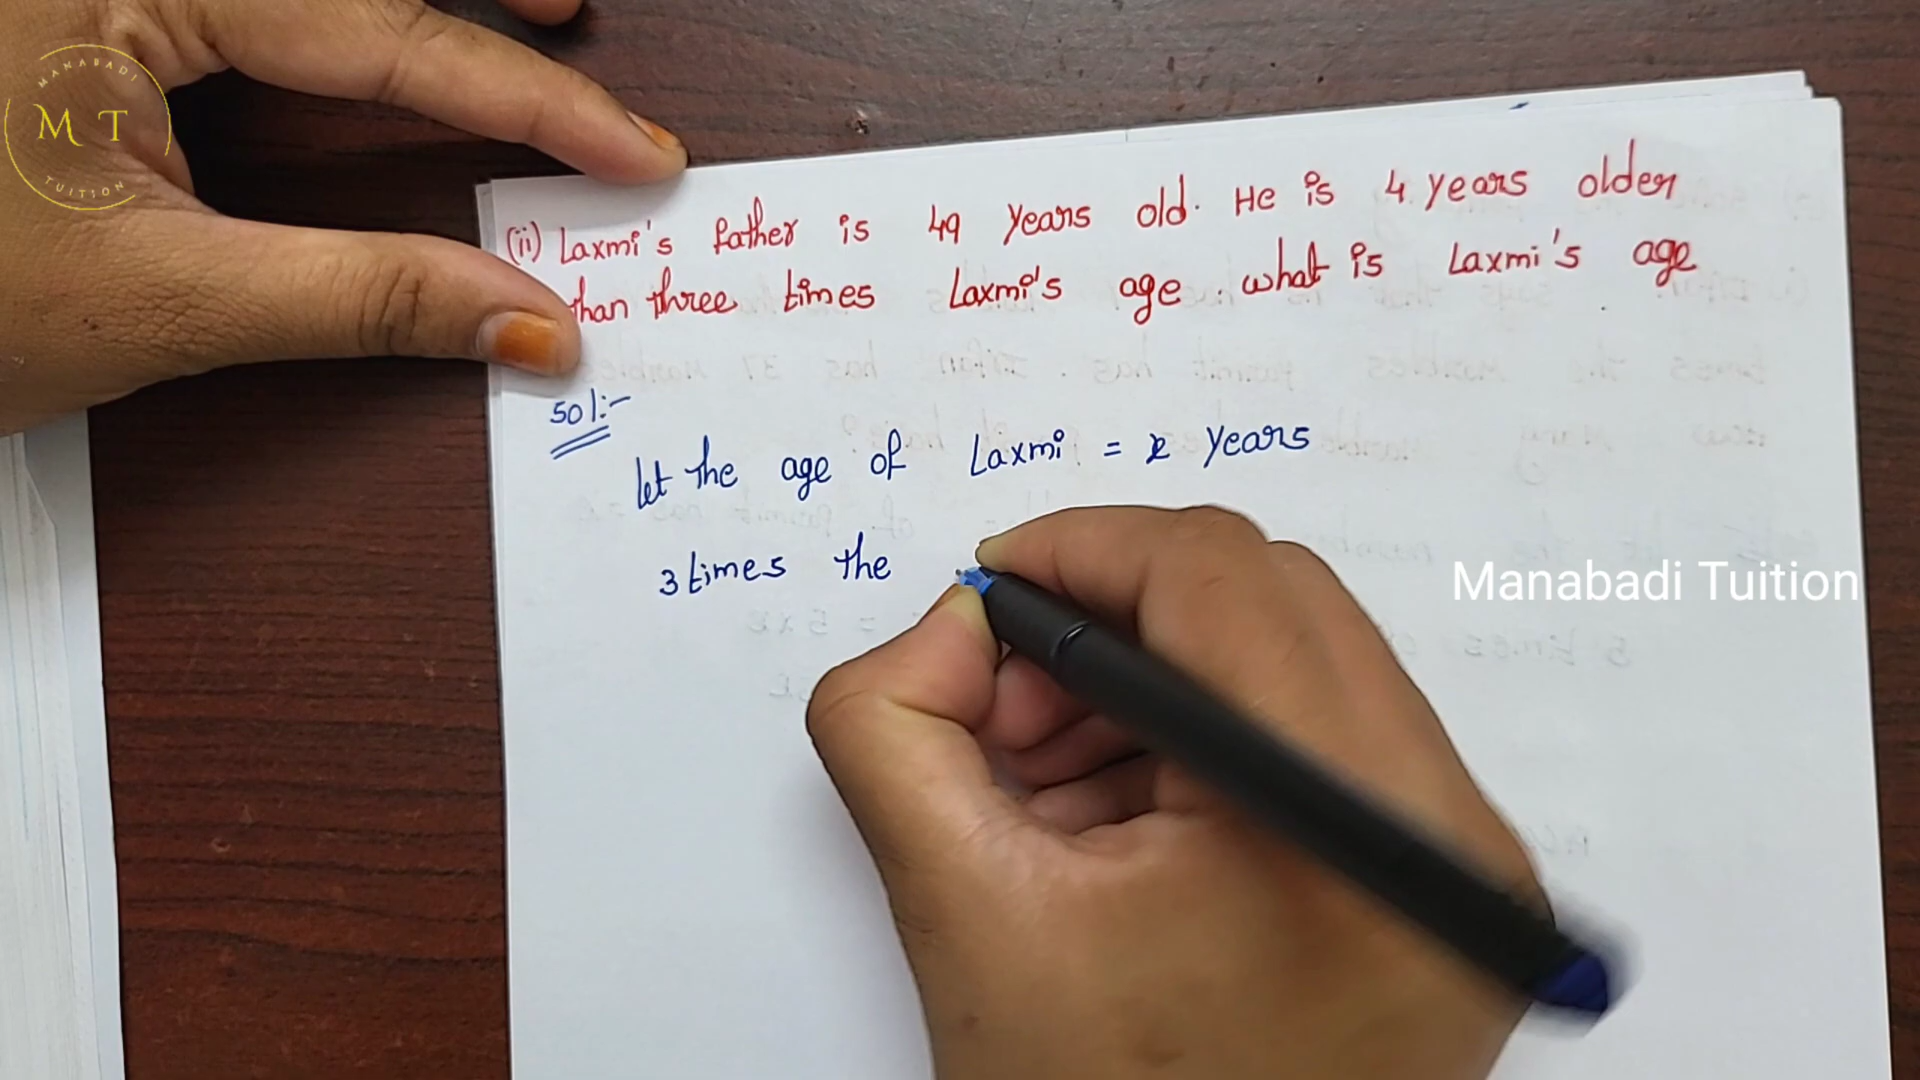 MANABADI
M T
TUITION
(ii) Laxmi's father is 49 years old. He is 4 years older
than three times Laxmi's age. what is Laxmi's age
Sol:-
let the age of Laxmi = x years
3 times the
Manabadi Tuition